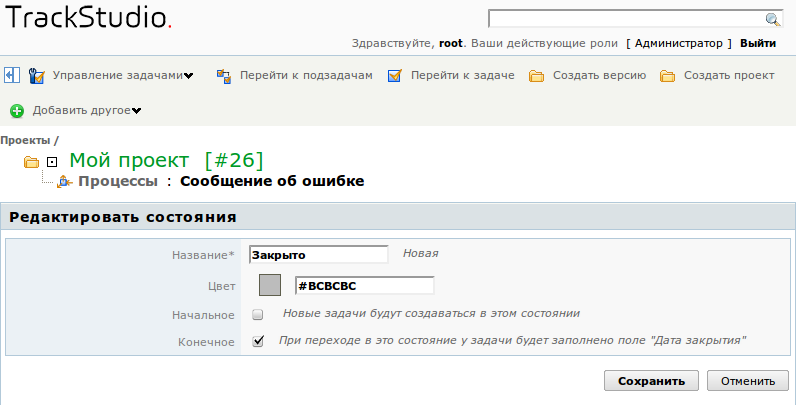 TrackStudio.
Здравствуйте, root. Ваши действующие роли [ Администратор ] Выйти
Управление задачами Перейти к подзадачам Перейти к задаче Создать версию Создать проект
Добавить другое
Проекты /
Мой проект [#26]
Процессы : Сообщение об ошибке
Редактировать состояния
Название* Закрыто Новая
Цвет #BCBCBC
Начальное Новые задачи будут создаваться в этом состоянии
Конечное При переходе в это состояние у задачи будет заполнено поле "Дата закрытия"
Сохранить Отменить